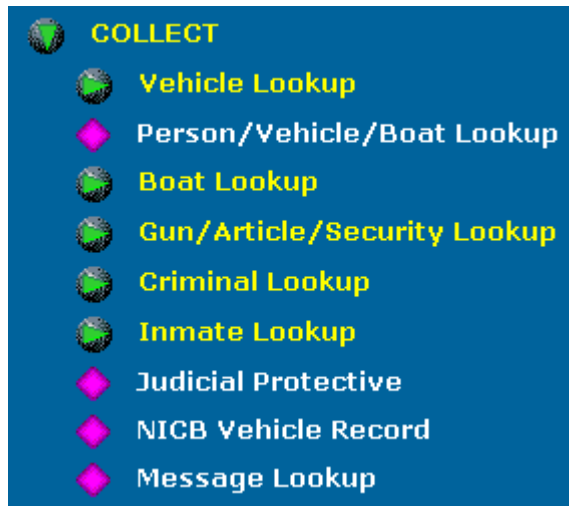 COLLECT
Vehicle Lookup
Person/Vehicle/Boat Lookup
Boat Lookup
Gun/Article/Security Lookup
Criminal Lookup
Inmate Lookup
Judicial Protective
NICB Vehicle Record
Message Lookup